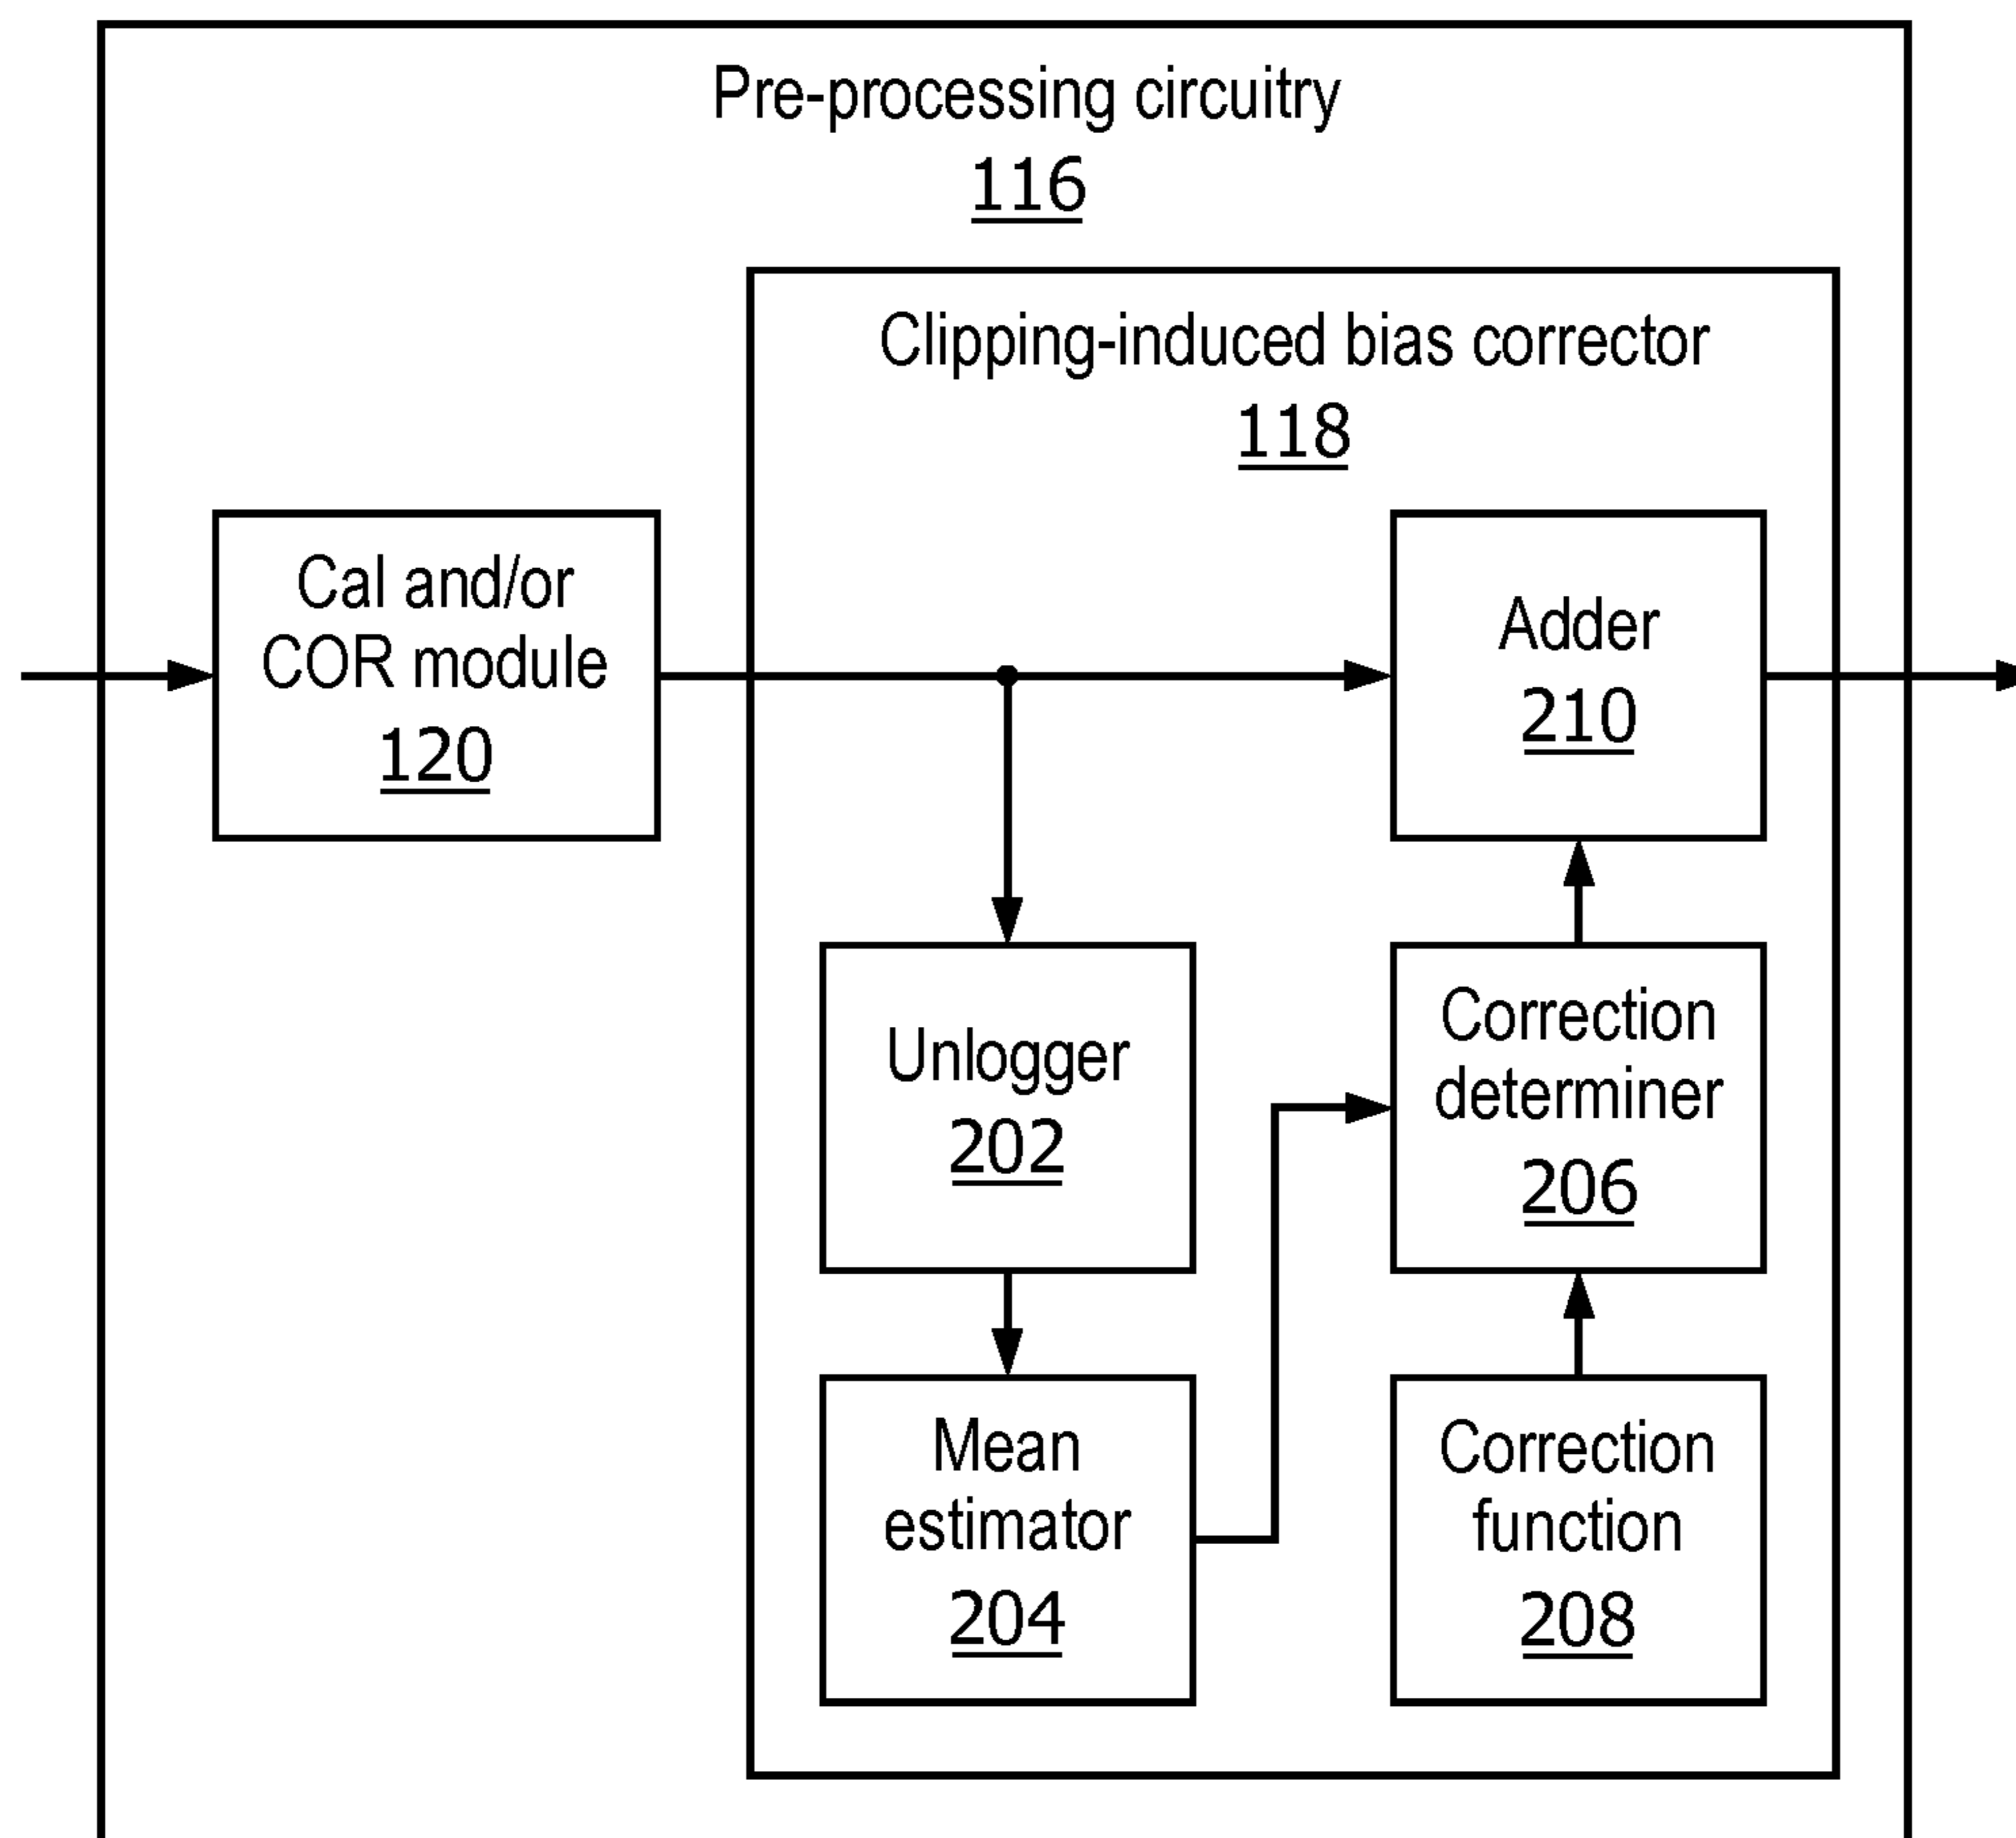 Pre-processing circuitry
116
Clipping-induced bias corrector
118
Cal and/or
COR module
120
Adder
210
Unlogger
202
Correction
determiner
206
Mean
estimator
204
Correction
function
208